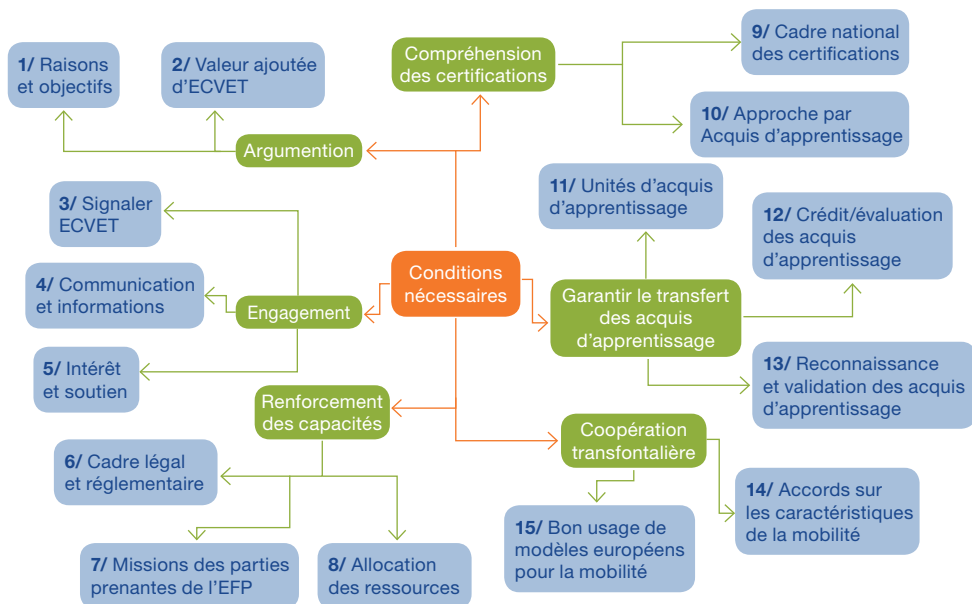 1/ Raisons
et objectifs
2/ Valeur ajoutée
d'ECVET
Compréhension
des certifications
9/ Cadre national
des certifications
10/ Approche par
Acquis d'apprentissage
Argumention
3/ Signaler
ECVET
4/ Communication
et informations
Engagement
5/ Intérêt
et soutien
Conditions
nécessaires
11/ Unités d'acquis
d'apprentissage
12/ Crédit/évaluation
des acquis
d'apprentissage
Garantir le transfert
des acquis
d'apprentissage
13/ Reconnaissance
et validation des acquis
d'apprentissage
Renforcement
des capacités
6/ Cadre légal
et réglementaire
7/ Missions des parties
prenantes de l'EFP
8/ Allocation
des ressources
Coopération
transfontalière
14/ Accords sur
les caractéristiques
de la mobilité
15/ Bon usage de
modèles européens
pour la mobilité